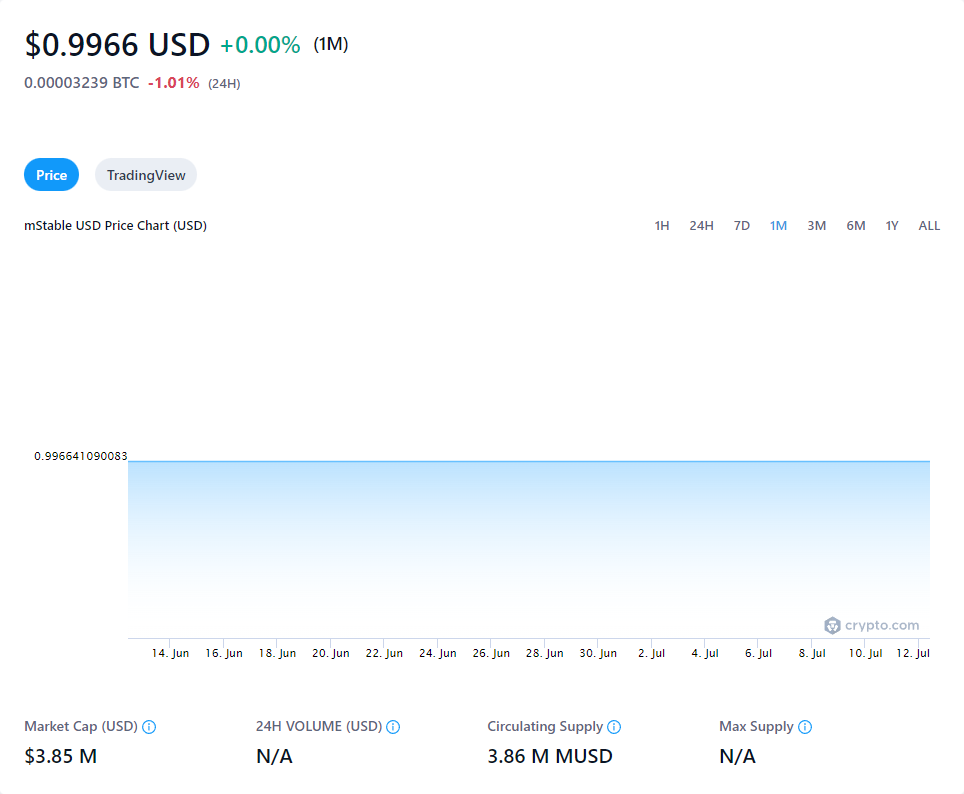 $0.9966 USD +0.00% (1M)
0.00003239 BTC -1.01% (24H)
Price TradingView
mStable USD Price Chart (USD) 1H 24H 7D 1M 3M 6M 1Y ALL
0.996641090083
crypto.com
14. Jun 16. Jun 18. Jun 20. Jun 22. Jun 24. Jun 26. Jun 28. Jun 30. Jun 2. Jul 4. Jul 6. Jul 8. Jul 10. Jul 12. Jul
Market Cap (USD) 24H VOLUME (USD) Circulating Supply Max Supply
$3.85 M N/A 3.86 M MUSD N/A